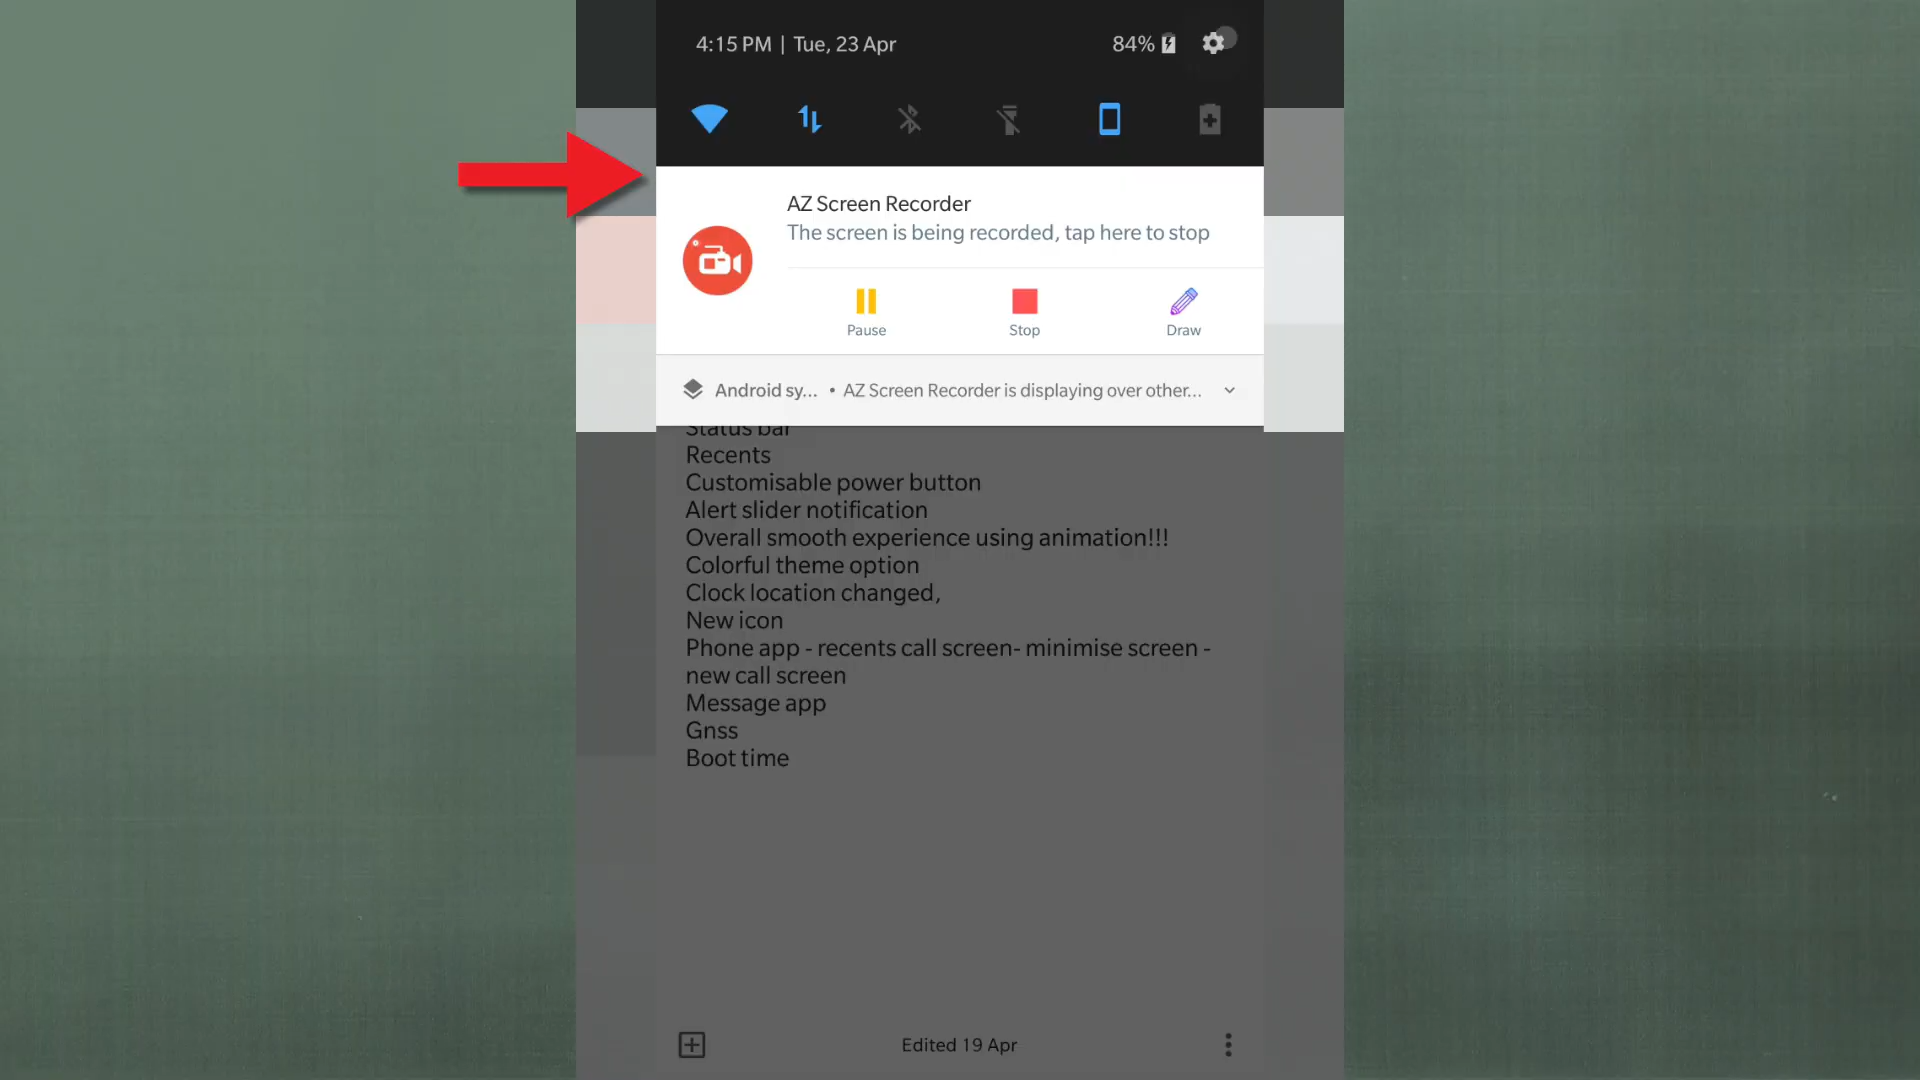 4:15 PM | Tue, 23 Apr 84%
AZ Screen Recorder
The screen is being recorded, tap here to stop
Pause Stop Draw
Android sy... • AZ Screen Recorder is displaying over other...
Status bar
Recents
Customisable power button
Alert slider notification
Overall smooth experience using animation!!!
Colorful theme option
Clock location changed,
New icon
Phone app - recents call screen- minimise screen -
new call screen
Message app
Gnss
Boot time
Edited 19 Apr